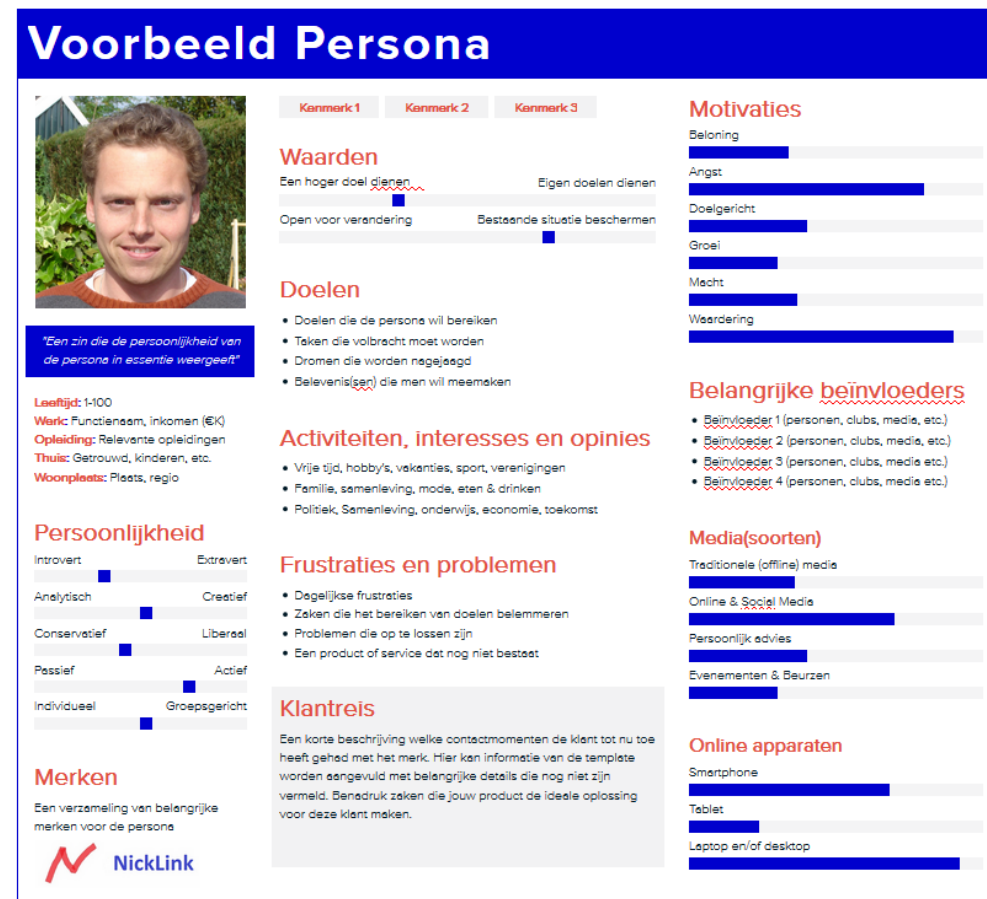 Voorbeeld Persona
"Een zin die de persoonlijkheid van
de persona in essentie weergeeft"
Leeftijd: 1-100
Werk: Functienaam, inkomen (€K)
Opleiding: Relevante opleidingen
Thuis: Getrouwd, kinderen, etc.
Woonplaats: Plaats, regio
Persoonlijkheid
Introvert Extravert
Analytisch Creatief
Conservatief Liberaal
Passief Actief
Individueel Groepsgericht
Merken
Een verzameling van belangrijke
merken voor de persona
NickLink
Kenmerk 1 Kenmerk 2 Kenmerk 3
Waarden
Een hoger doel dienen Eigen doelen dienen
Open voor verandering Bestaande situatie beschermen
Doelen
• Doelen die de persona wil bereiken
• Taken die volbracht moet worden
• Dromen die worden nagejaagd
• Belevenis(sen) die men wil meemaken
Activiteiten, interesses en opinies
• Vrije tijd, hobby's, vakanties, sport, verenigingen
• Familie, samenleving, mode, eten & drinken
• Politiek, Samenleving, onderwijs, economie, toekomst
Frustraties en problemen
• Dagelijkse frustraties
• Zaken die het bereiken van doelen belemmeren
• Problemen die op te lossen zijn
• Een product of service dat nog niet bestaat
Klantreis
Een korte beschrijving welke contactmomenten de klant tot nu toe
heeft gehad met het merk. Hier kan informatie van de template
worden aangevuld met belangrijke details die nog niet zijn
vermeld. Benadruk zaken die jouw product de ideale oplossing
voor deze klant maken.
Motivaties
Beloning
Angst
Doelgericht
Groei
Macht
Waardering
Belangrijke beïnvloeders
• Beïnvloeder 1 (personen, clubs, media, etc.)
• Beïnvloeder 2 (personen, clubs, media, etc.)
• Beïnvloeder 3 (personen, clubs, media etc.)
• Beïnvloeder 4 (personen, clubs, media etc.)
Media(soorten)
Traditionele (offline) media
Online & Social Media
Persoonlijk advies
Evenementen & Beurzen
Online apparaten
Smartphone
Tablet
Laptop en/of desktop